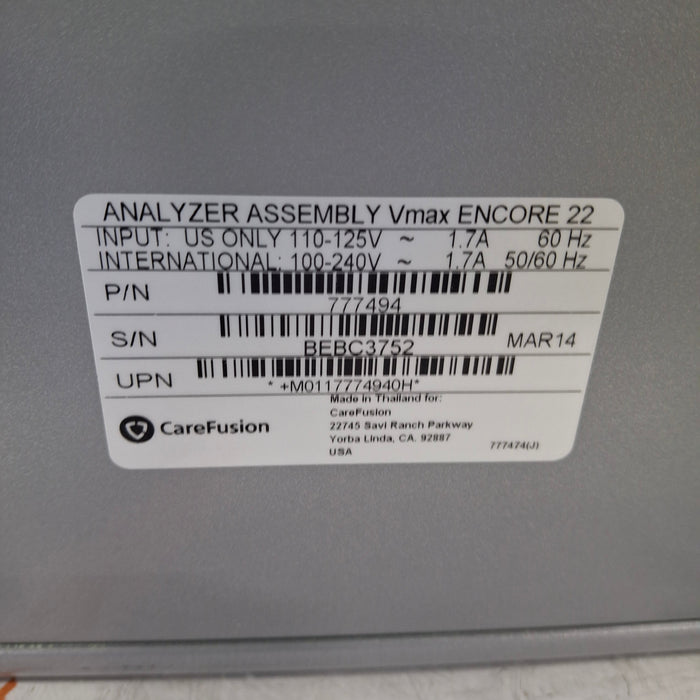 ANALYZER ASSEMBLY Vmax ENCORE 22
INPUT: US ONLY 110-125V ~ 1.7A 60 Hz
INTERNATIONAL: 100-240V ~ 1.7A 50/60 Hz
P/N
777494
S/N
BEBC3752
MAR14
UPN
* +M0117774940H*
CareFusion
Made in Thailand for:
CareFusion
22745 Savi Ranch Parkway
Yorba Linda, CA. 92887
USA
777474(J)